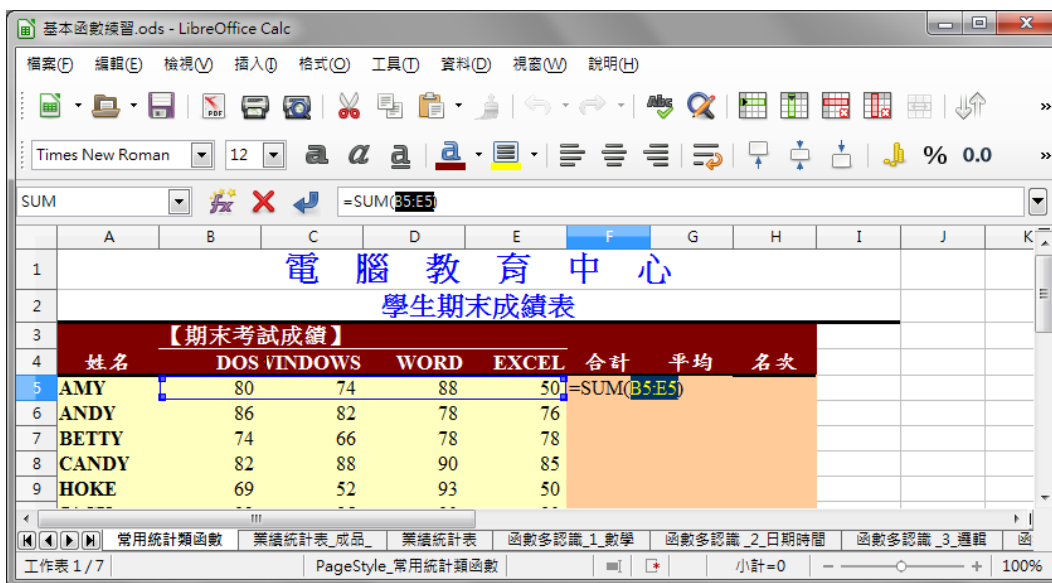 基本函數練習.ods - LibreOffice Calc
檔案(F) 編輯(E) 檢視(V) 插入(I) 格式(O) 工具(T) 資料(D) 視窗(W) 說明(H)
PDF Abc »
Times New Roman 12 a a a a % 0.0 »
SUM =SUM(B5:E5)
A B C D E F G H I J K
1 電 腦 教 育 中 心
2 學生期末成績表
3 【期末考試成績】
4 姓名 DOS VINDOWS WORD EXCEL 合計 平均 名次
5 AMY 80 74 88 50 =SUM(B5:E5)
6 ANDY 86 82 78 76
7 BETTY 74 66 78 78
8 CANDY 82 88 90 85
9 HOKE 69 52 93 50
常用統計類函數 業績統計表_成品_ 業績統計表 函數多認識_1_數學 函數多認識 _2_日期時間 函數多認識 _3_邏輯 函
工作表 1 / 7 PageStyle_常用統計類函數 小計=0 100%